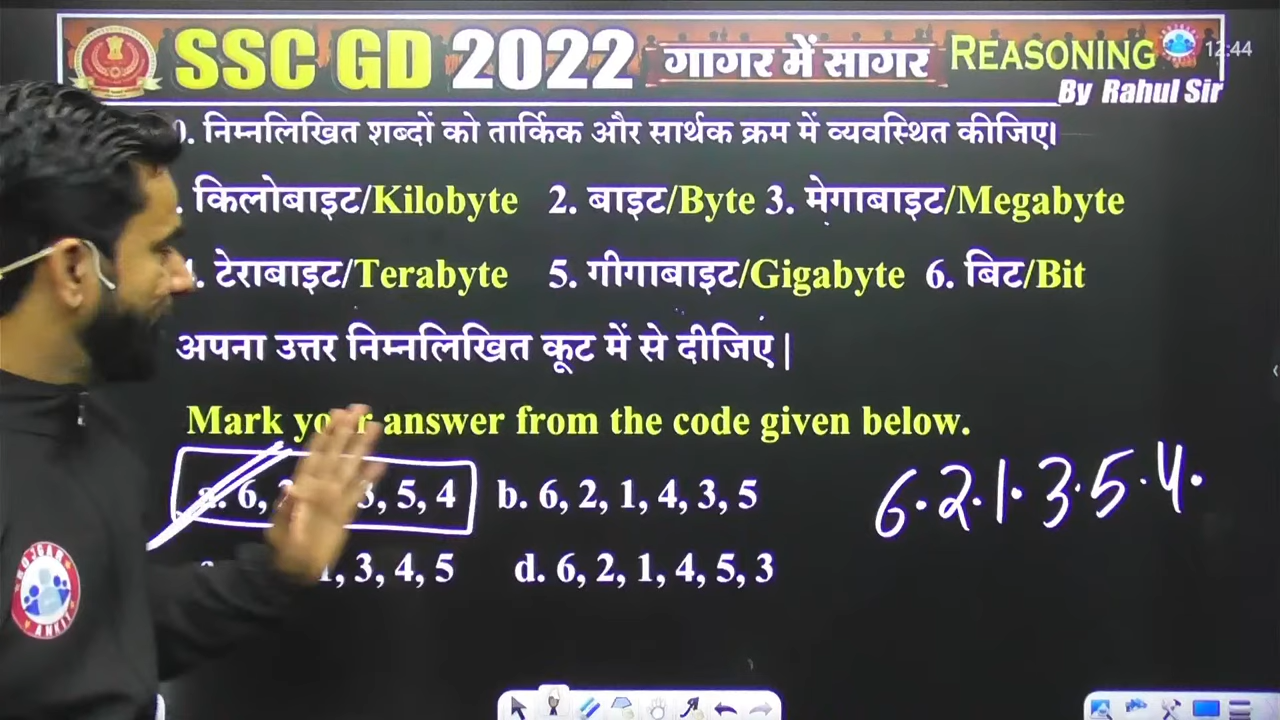 SSC GD 2022 गागर में सागर REASONING 12:44
By Rahul Sir
. निम्नलिखित शब्दों को तार्किक और सार्थक क्रम में व्यवस्थित कीजिए।
. किलोबाइट/Kilobyte 2. बाइट/Byte 3. मेगाबाइट/Megabyte
. टेराबाइट/Terabyte 5. गीगाबाइट/Gigabyte 6. बिट/Bit
अपना उत्तर निम्नलिखित कूट में से दीजिए |
Mark your answer from the code given below.
a. 6, 3, 5, 4 b. 6, 2, 1, 4, 3, 5
6·2·1·3·5·4·
1, 3, 4, 5 d. 6, 2, 1, 4, 5, 3
ROJGAR
ANKIT